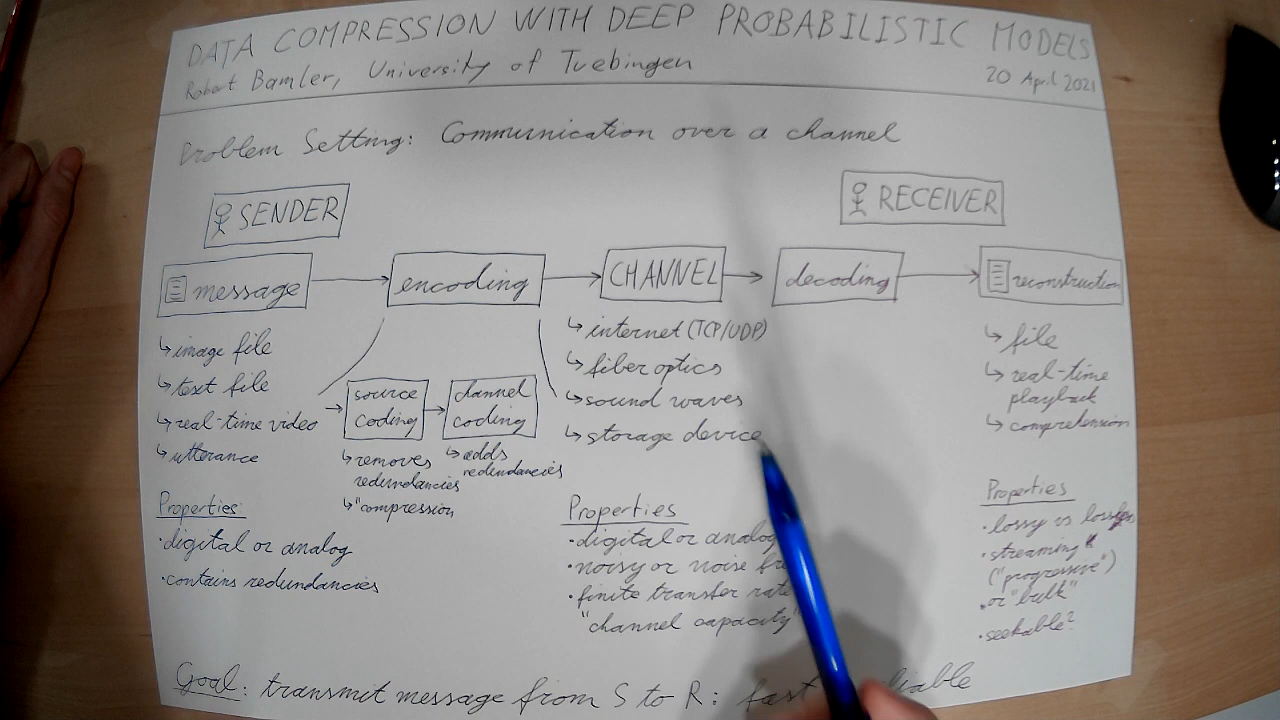 DATA COMPRESSION WITH DEEP PROBABILISTIC MODELS
Robert Bamler, University of Tuebingen
20 April 2021
Problem Setting: Communication over a channel
SENDER
RECEIVER
message
encoding
CHANNEL
decoding
reconstruction
↳ image file
↳ text file
↳ real-time video
↳ utterance
source
coding
channel
coding
↳ removes
redundancies
↳ "compression
↳ adds
redundancies
↳ internet (TCP/UDP)
↳ fiber optics
↳ sound waves
↳ storage device
↳ file
↳ real-time
playback
↳ comprehension
Properties:
· digital or analog
· contains redundancies
Properties
· digital or analog
· noisy or noise
· finite transfer rate
"channel capacity"
Properties
· lossy vs lossless
· streaming"
("progressive")
· or "bulk"
· seekable?
Goal: transmit message from S to R: fast